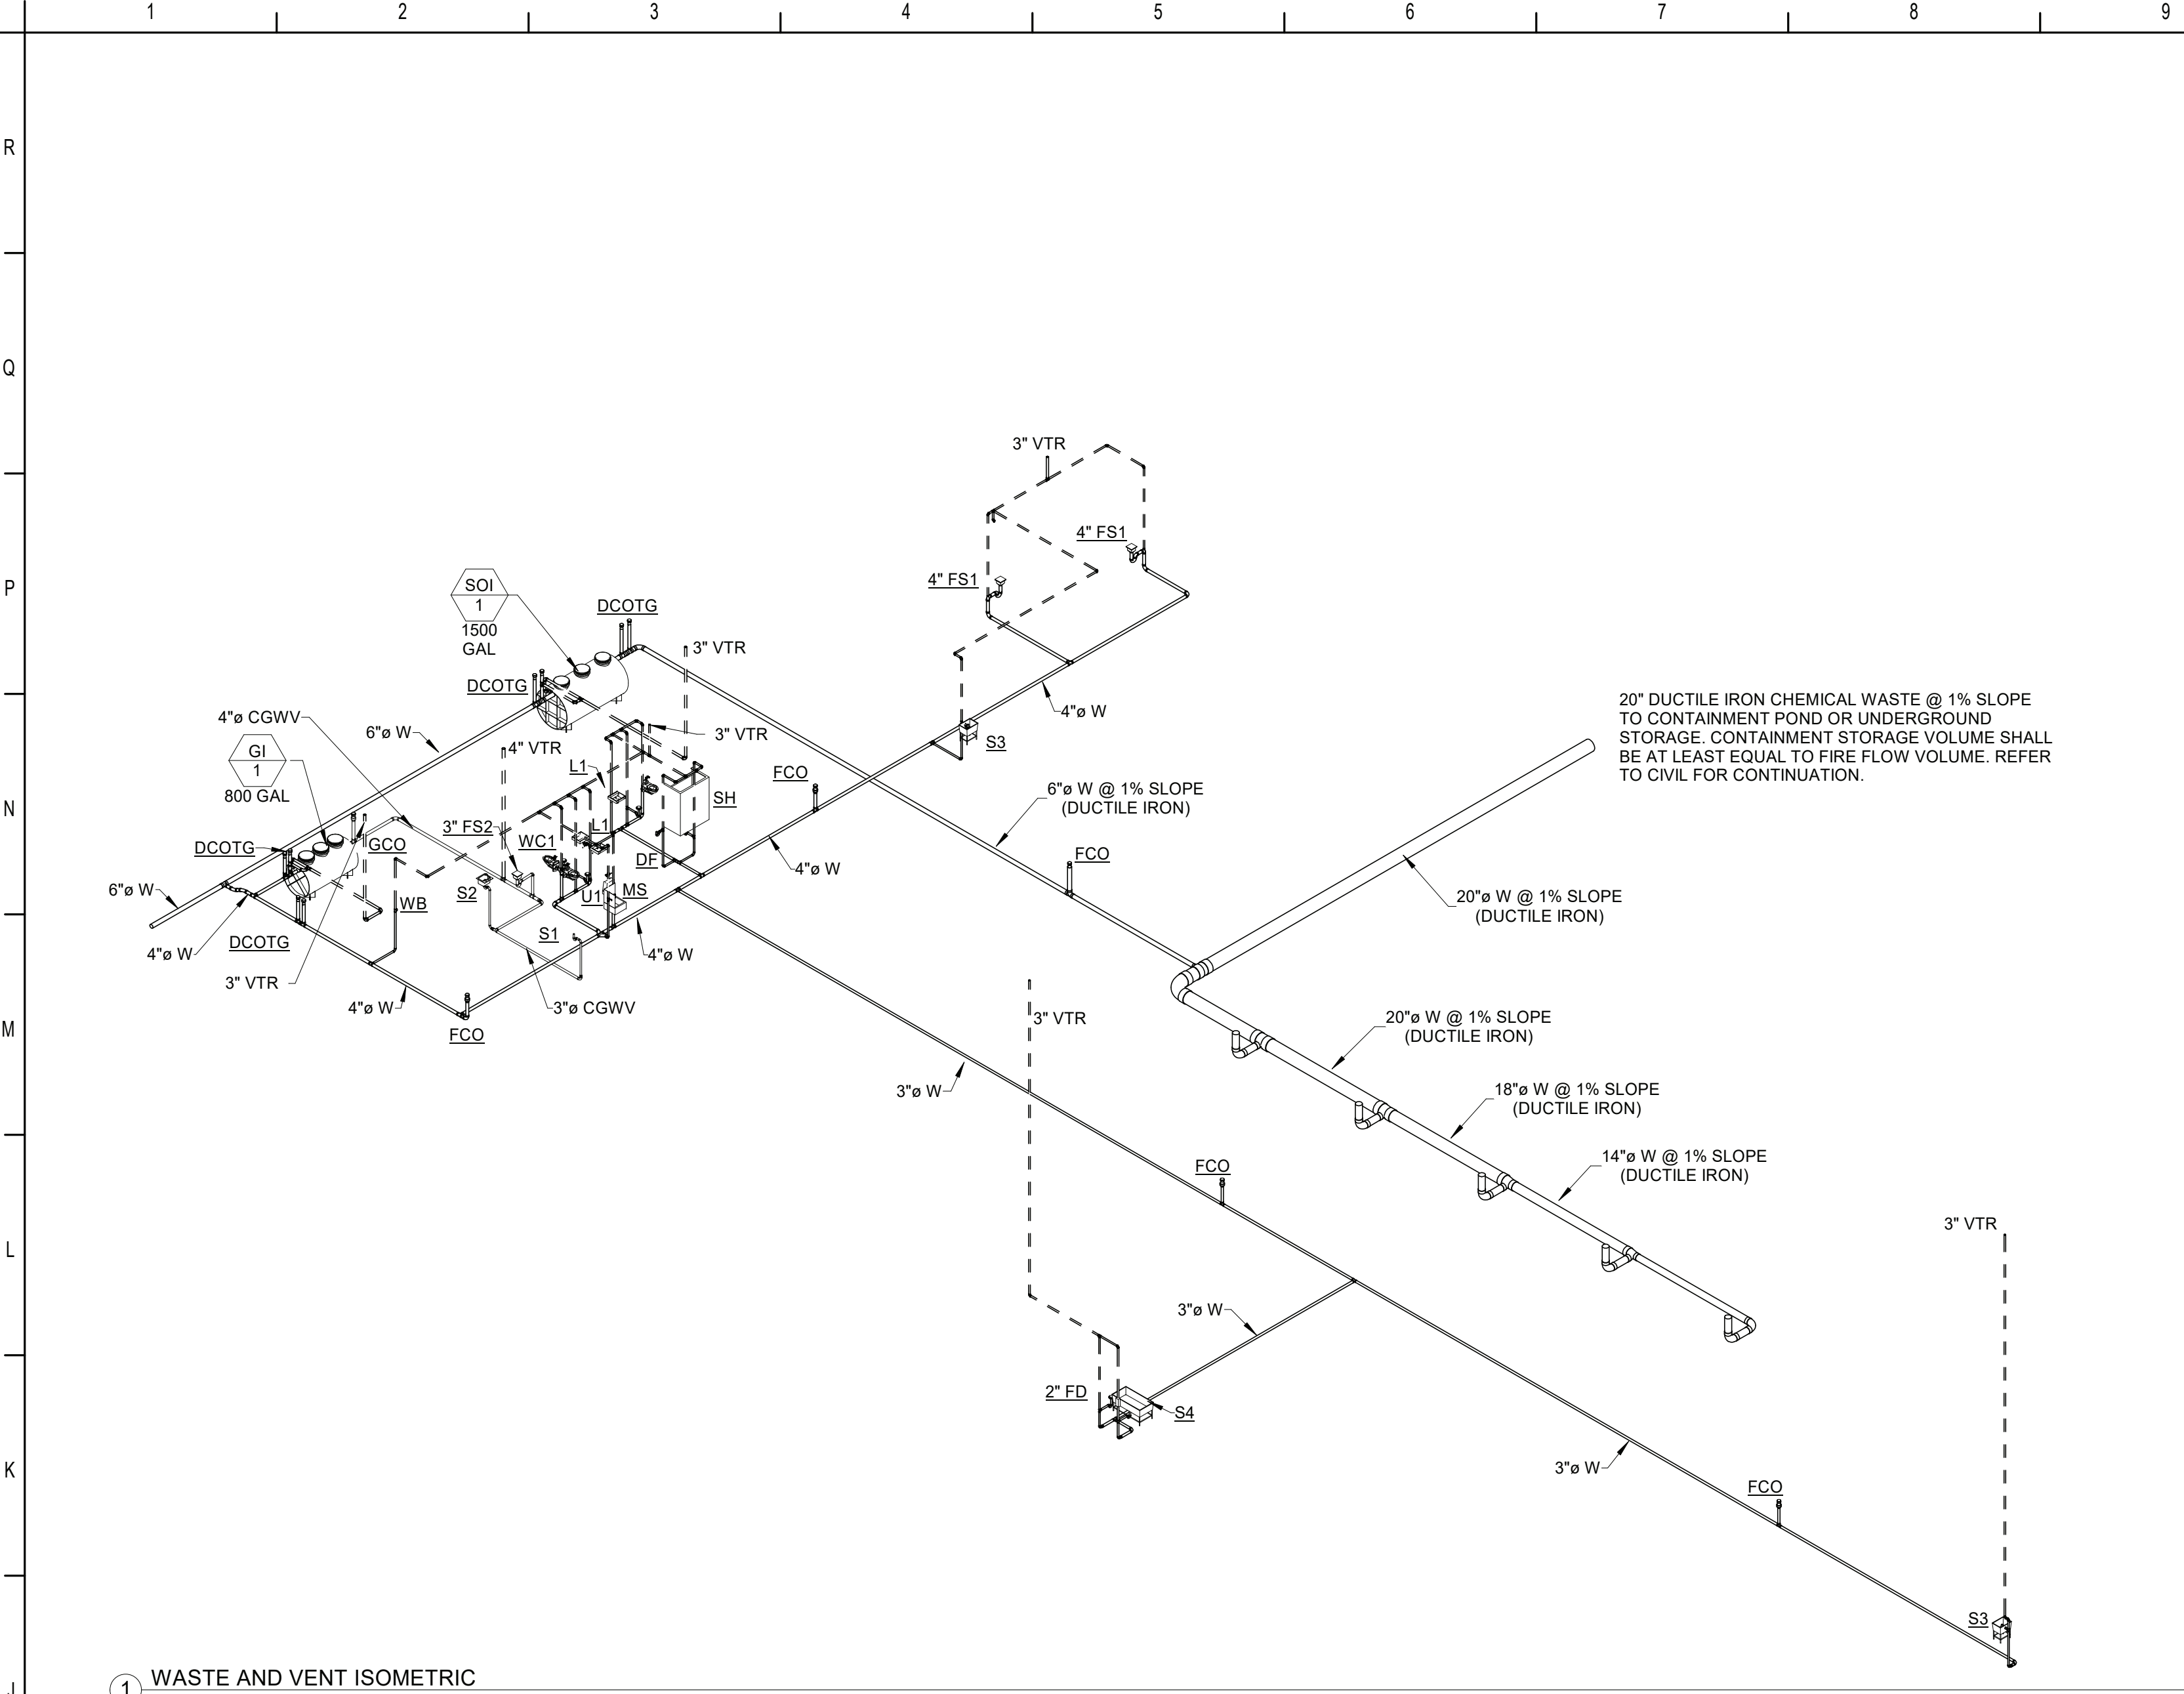 1
2
3
4
5
6
7
8
9
R
Q
P
N
M
L
K
J
3" VTR
4" FS1
4" FS1
SOI
1
1500
GAL
DCOTG
3" VTR
DCOTG
4"ø CGWV
6"ø W
GI
1
800 GAL
4" VTR
3" VTR
L1
FCO
SH
4"ø W
S3
20" DUCTILE IRON CHEMICAL WASTE @ 1% SLOPE
TO CONTAINMENT POND OR UNDERGROUND
STORAGE. CONTAINMENT STORAGE VOLUME SHALL
BE AT LEAST EQUAL TO FIRE FLOW VOLUME. REFER
TO CIVIL FOR CONTINUATION.
6"ø W @ 1% SLOPE
(DUCTILE IRON)
3" FS2
L1
WC1
DF
DCOTG
GCO
4"ø W
FCO
6"ø W
S2
U1
MS
WB
20"ø W @ 1% SLOPE
(DUCTILE IRON)
DCOTG
S1
4"ø W
4"ø W
3" VTR
4"ø W
3"ø CGWV
FCO
3" VTR
20"ø W @ 1% SLOPE
(DUCTILE IRON)
3"ø W
18"ø W @ 1% SLOPE
(DUCTILE IRON)
FCO
14"ø W @ 1% SLOPE
(DUCTILE IRON)
3" VTR
3"ø W
2" FD
S4
3"ø W
FCO
S3
1
WASTE AND VENT ISOMETRIC